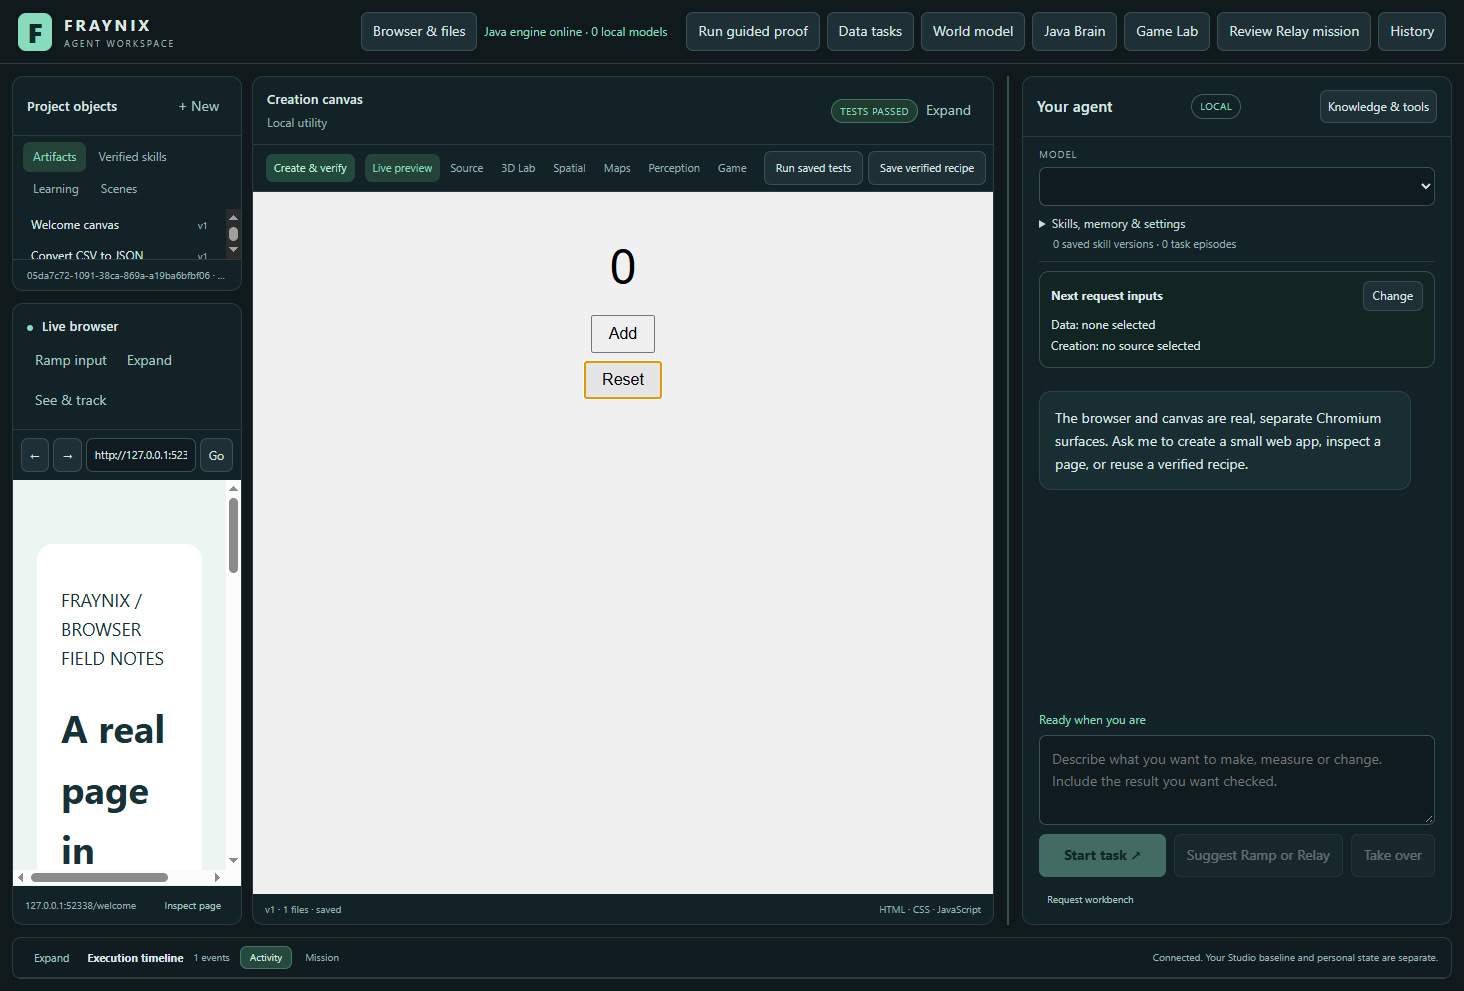 F
FRAYNIX
AGENT WORKSPACE
Browser & files
Java engine online · 0 local models
Run guided proof
Data tasks
World model
Java Brain
Game Lab
Review Relay mission
History
Project objects
+ New
Artifacts
Verified skills
Learning
Scenes
Welcome canvas
v1
Convert CSV to JSON
v1
05da7c72-1091-38ca-869a-a19ba6bfbf06 · ...
Live browser
Ramp input
Expand
See & track
←
→
http://127.0.0.1:523
Go
FRAYNIX /
BROWSER
FIELD NOTES
A real
page
in
127.0.0.1:52338/welcome
Inspect page
Creation canvas
Local utility
TESTS PASSED
Expand
Create & verify
Live preview
Source
3D Lab
Spatial
Maps
Perception
Game
Run saved tests
Save verified recipe
0
Add
Reset
v1 · 1 files · saved
HTML · CSS · JavaScript
Your agent
LOCAL
Knowledge & tools
MODEL
Skills, memory & settings
0 saved skill versions · 0 task episodes
Next request inputs
Change
Data: none selected
Creation: no source selected
The browser and canvas are real, separate Chromium
surfaces. Ask me to create a small web app, inspect a
page, or reuse a verified recipe.
Ready when you are
Describe what you want to make, measure or change.
Include the result you want checked.
Start task ↗
Suggest Ramp or Relay
Take over
Request workbench
Expand
Execution timeline
1 events
Activity
Mission
Connected. Your Studio baseline and personal state are separate.